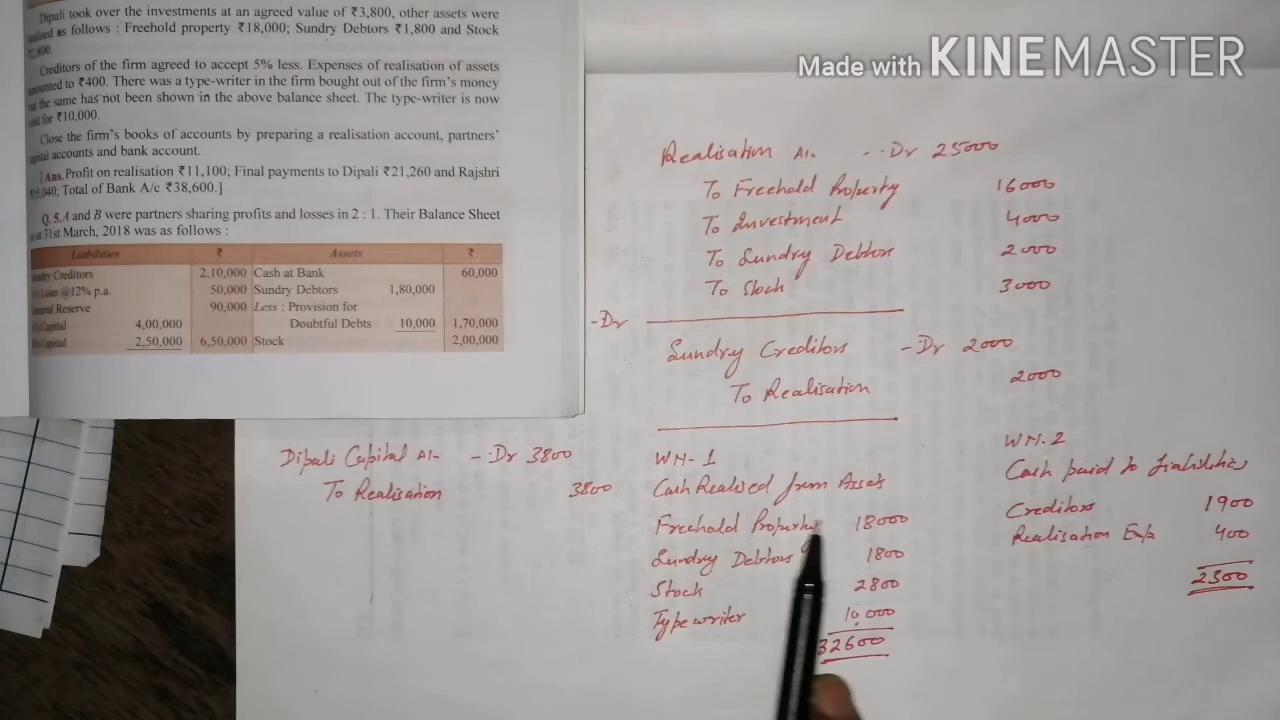 Dipali took over the investments at an agreed value of ₹3,800, other assets were
as follows : Freehold property ₹18,000; Sundry Debtors ₹1,800 and Stock
Creditors of the firm agreed to accept 5% less. Expenses of realisation of assets
to ₹400. There was a type-writer in the firm bought out of the firm's money
the same has not been shown in the above balance sheet. The type-writer is now
for ₹10,000.
Close the firm's books of accounts by preparing a realisation account, partners'
accounts and bank account.
[Ans. Profit on realisation ₹11,100; Final payments to Dipali ₹21,260 and Rajshri
Total of Bank A/c ₹38,600.]
Q. 5. A and B were partners sharing profits and losses in 2 : 1. Their Balance Sheet
31st March, 2018 was as follows :
Liabilities ₹ Assets ₹
Creditors 2,10,000 Cash at Bank 60,000
Loan @ 12% p.a. 50,000 Sundry Debtors 1,80,000
Reserve 90,000 Less : Provision for
Capital 4,00,000 Doubtful Debts 10,000 1,70,000
Capital 2,50,000 6,50,000 Stock 2,00,000
Made with KINEMASTER
Realisation A/c - - Dr 25000
To Freehold Property 16000
To Investment 4000
To Sundry Debtors 2000
To Stock 3000
-Dr
Sundry Creditors - Dr 2000
To Realisation 2000
Dipali Capital A/c - - Dr 3800
To Realisation 3800
WN-1
Cash Realised from Assets
Freehold Property 18000
Sundry Debtors 1800
Stock 2800
Typewriter 10,000
32600
WN.2
Cash paid to Liabilities
Creditors 1900
Realisation Exp. 400
2300